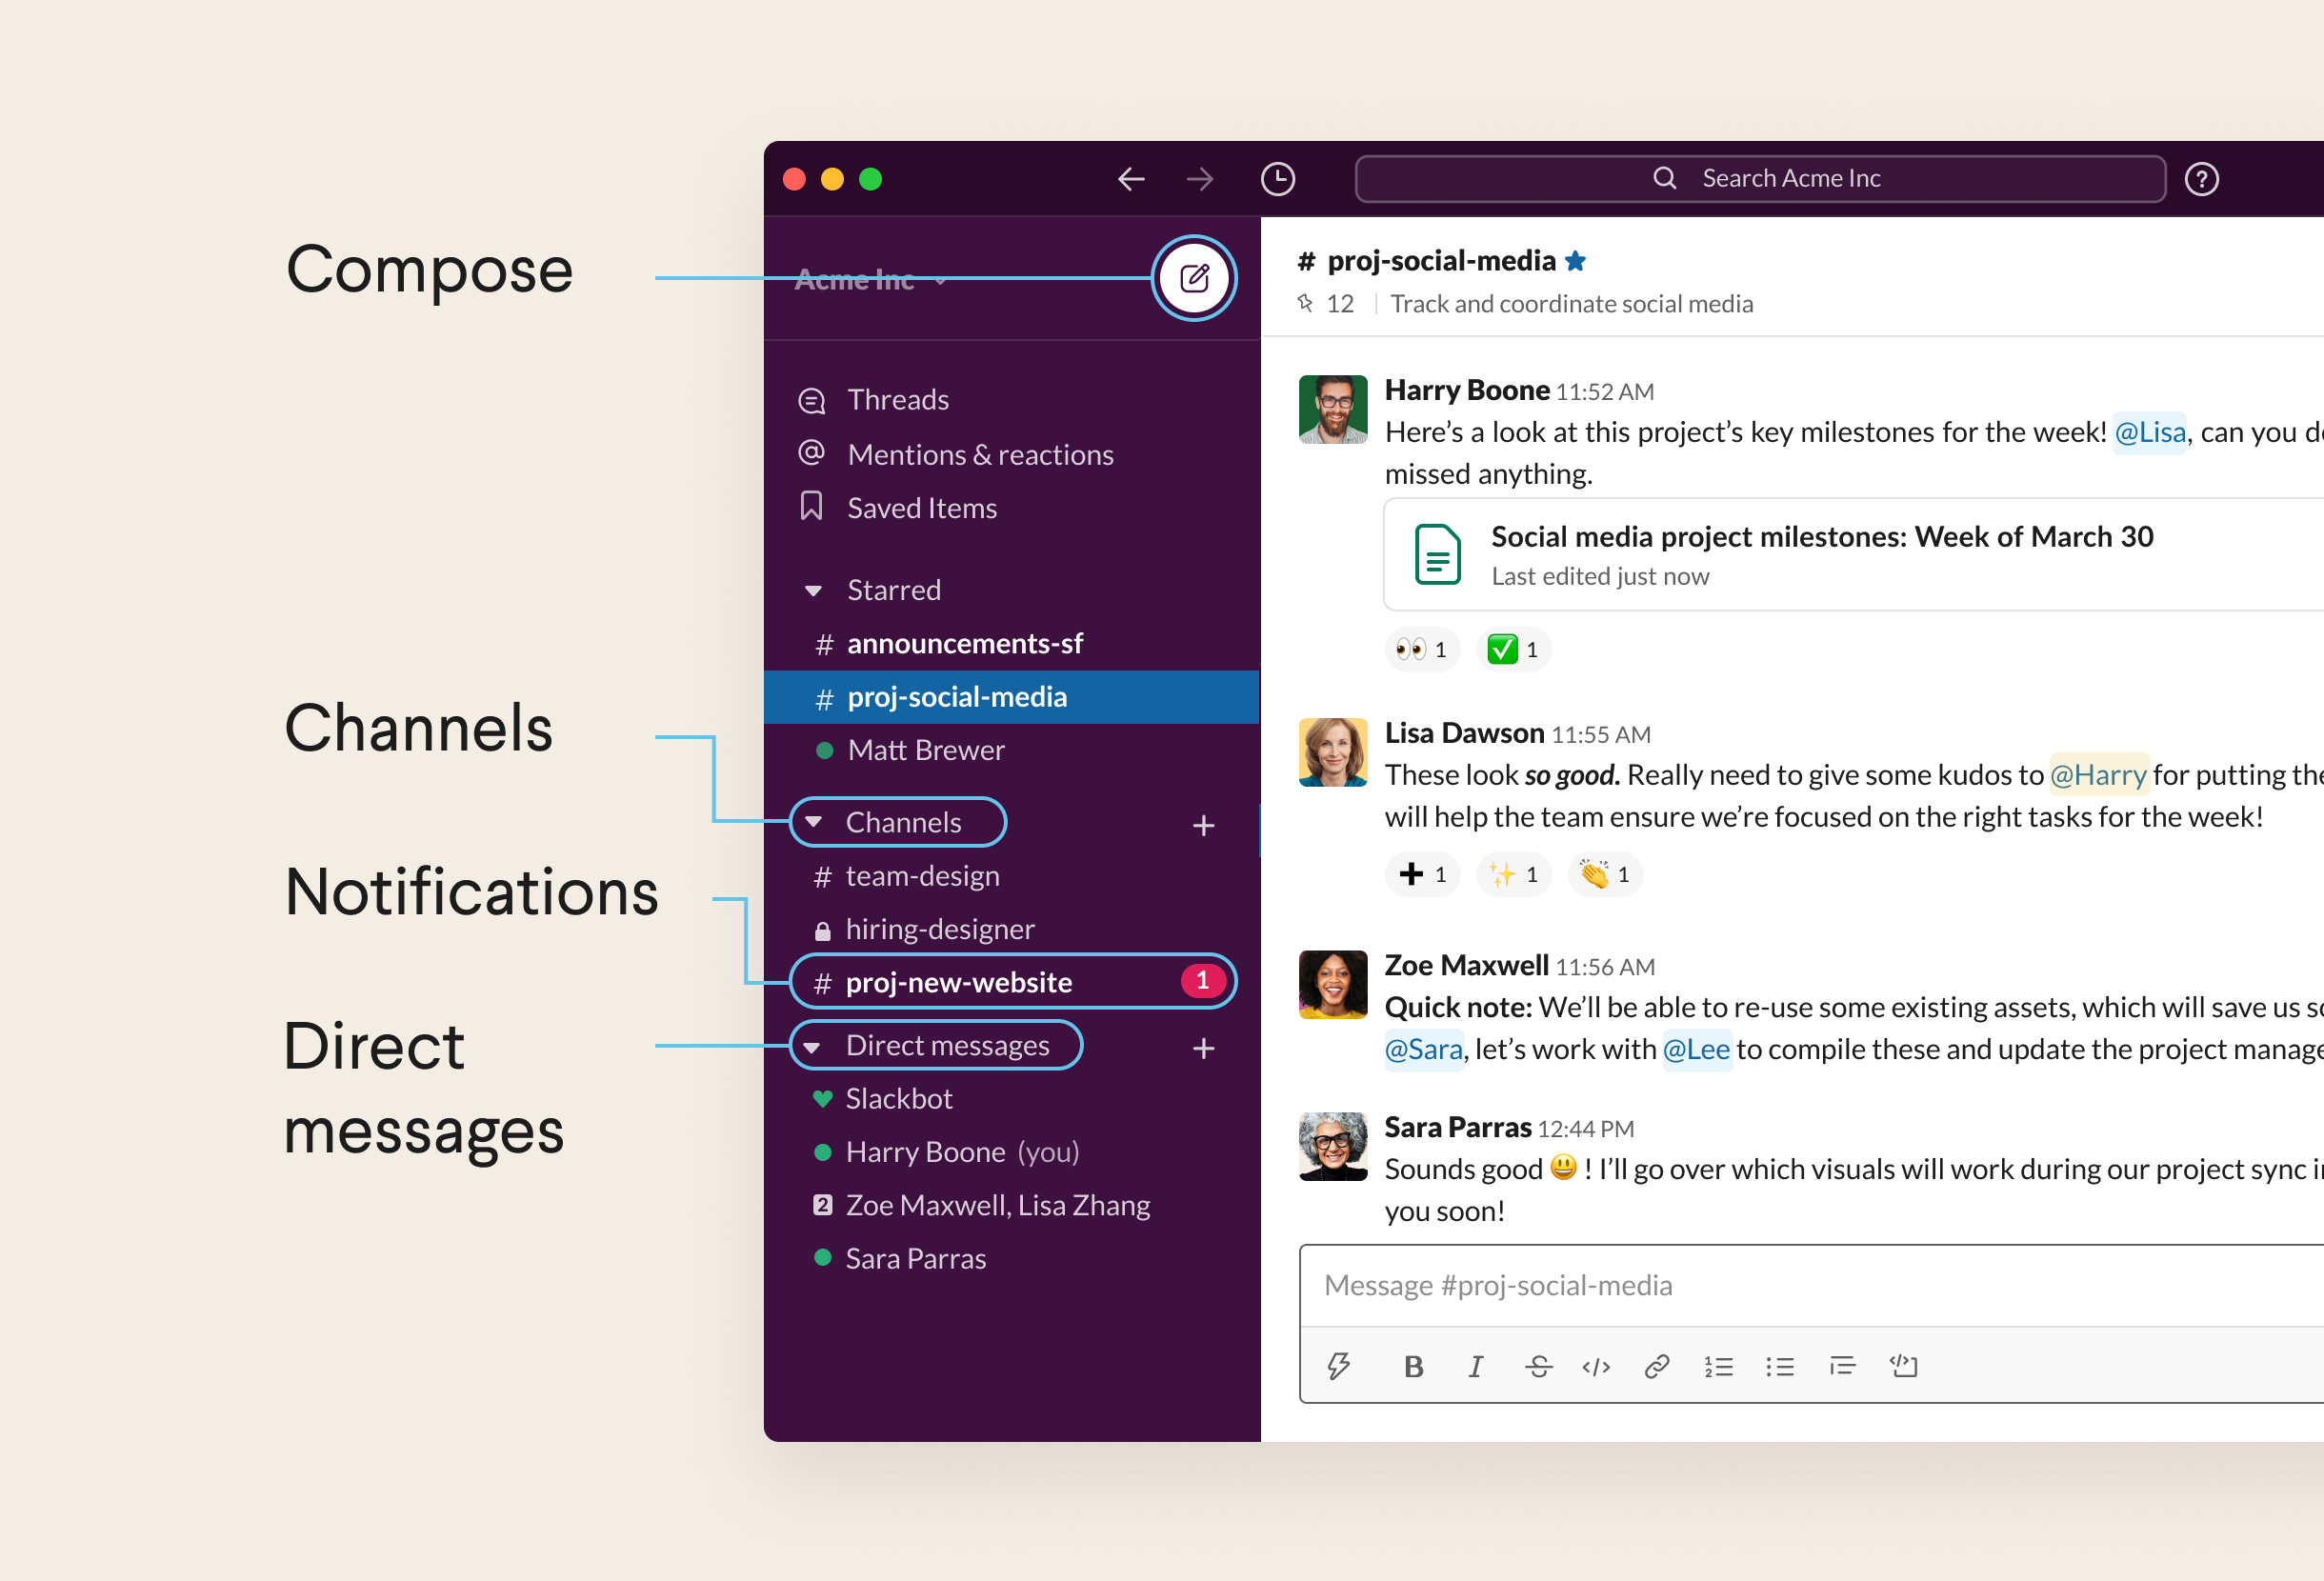 Compose
Channels
Notifications
Direct
messages
Search Acme Inc
?
Acme Inc
Threads
@ Mentions & reactions
Saved Items
Starred
# announcements-sf
# proj-social-media
Matt Brewer
Channels +
# team-design
hiring-designer
# proj-new-website 1
Direct messages +
Slackbot
Harry Boone (you)
2 Zoe Maxwell, Lisa Zhang
Sara Parras
# proj-social-media
12 | Track and coordinate social media
Harry Boone 11:52 AM
Here’s a look at this project’s key milestones for the week! @Lisa, can you
missed anything.
Social media project milestones: Week of March 30
Last edited just now
👀 1 ✅ 1
Lisa Dawson 11:55 AM
These look so good. Really need to give some kudos to @Harry for putting
will help the team ensure we’re focused on the right tasks for the week!
➕ 1 ✨ 1 👏 1
Zoe Maxwell 11:56 AM
Quick note: We’ll be able to re-use some existing assets, which will save us
@Sara, let’s work with @Lee to compile these and update the project
Sara Parras 12:44 PM
Sounds good 😃 ! I’ll go over which visuals will work during our project sync
you soon!
Message #proj-social-media
B I S </>